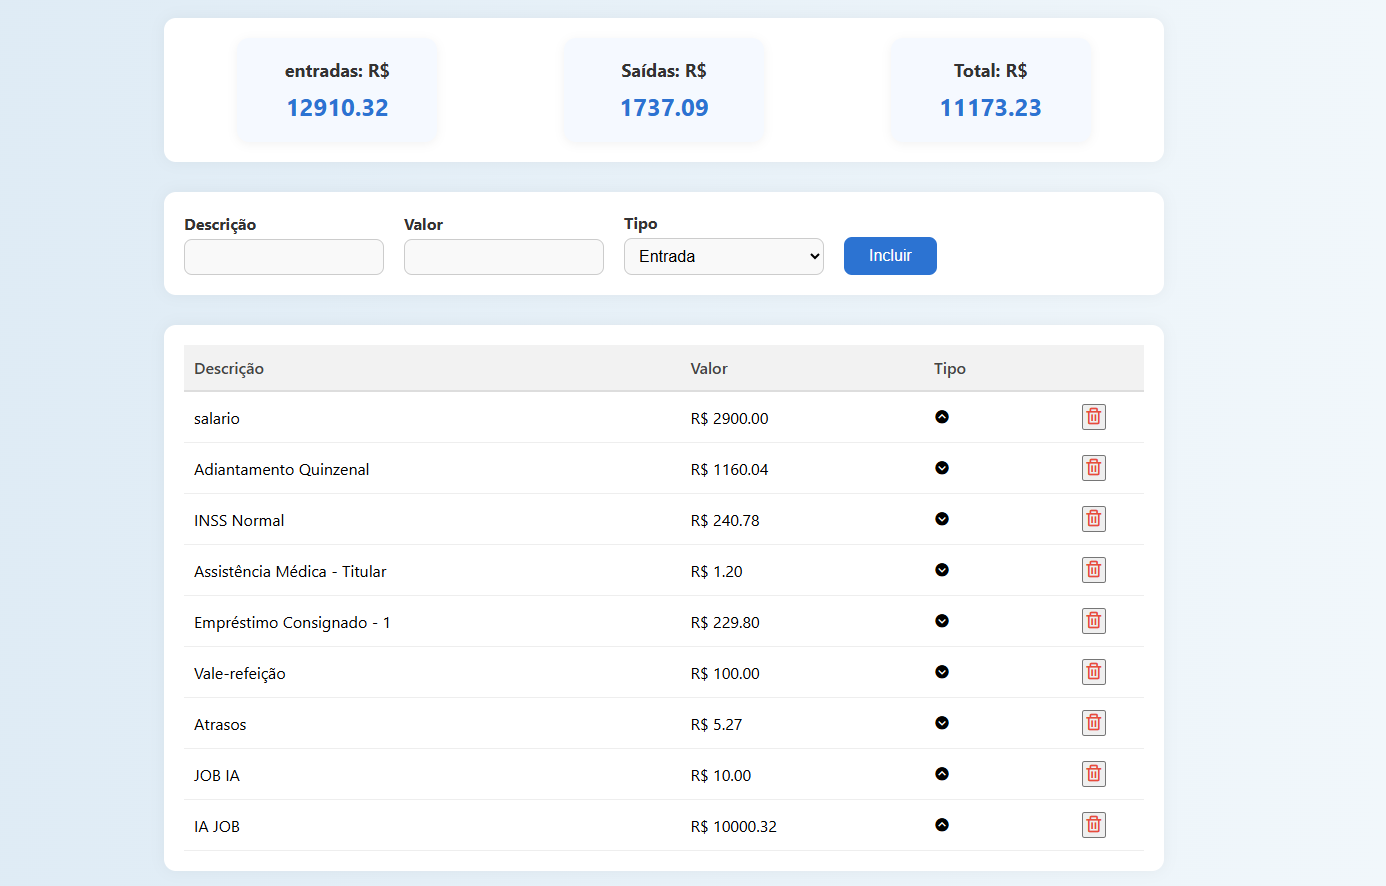 entradas: R$ Saídas: R$ Total: R$
12910.32 1737.09 11173.23
Descrição Valor Tipo
Entrada Incluir
Descrição Valor Tipo
salario R$ 2900.00
Adiantamento Quinzenal R$ 1160.04
INSS Normal R$ 240.78
Assistência Médica - Titular R$ 1.20
Empréstimo Consignado - 1 R$ 229.80
Vale-refeição R$ 100.00
Atrasos R$ 5.27
JOB IA R$ 10.00
IA JOB R$ 10000.32